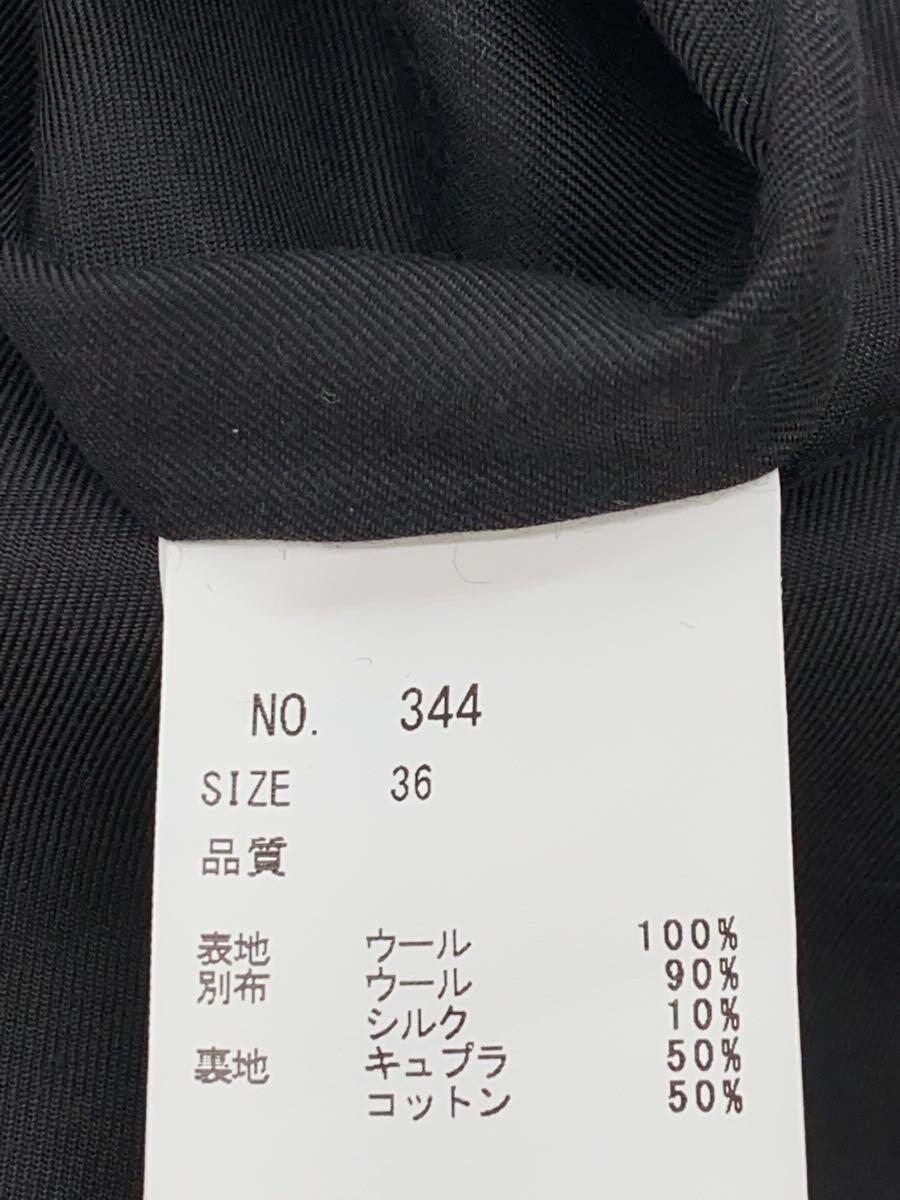 NO. 344
SIZE 36
品質
表地 ウール 100%
別布 ウール 90%
シルク 10%
裏地 キュプラ 50%
コットン 50%